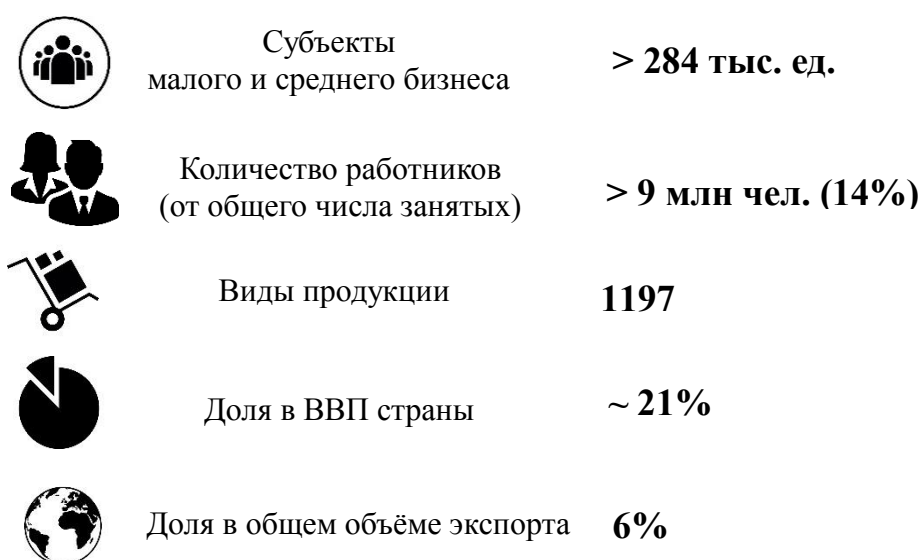 Субъекты
малого и среднего бизнеса
> 284 тыс. ед.
Количество работников
(от общего числа занятых)
> 9 млн чел. (14%)
Виды продукции
1197
Доля в ВВП страны
~ 21%
Доля в общем объёме экспорта
6%